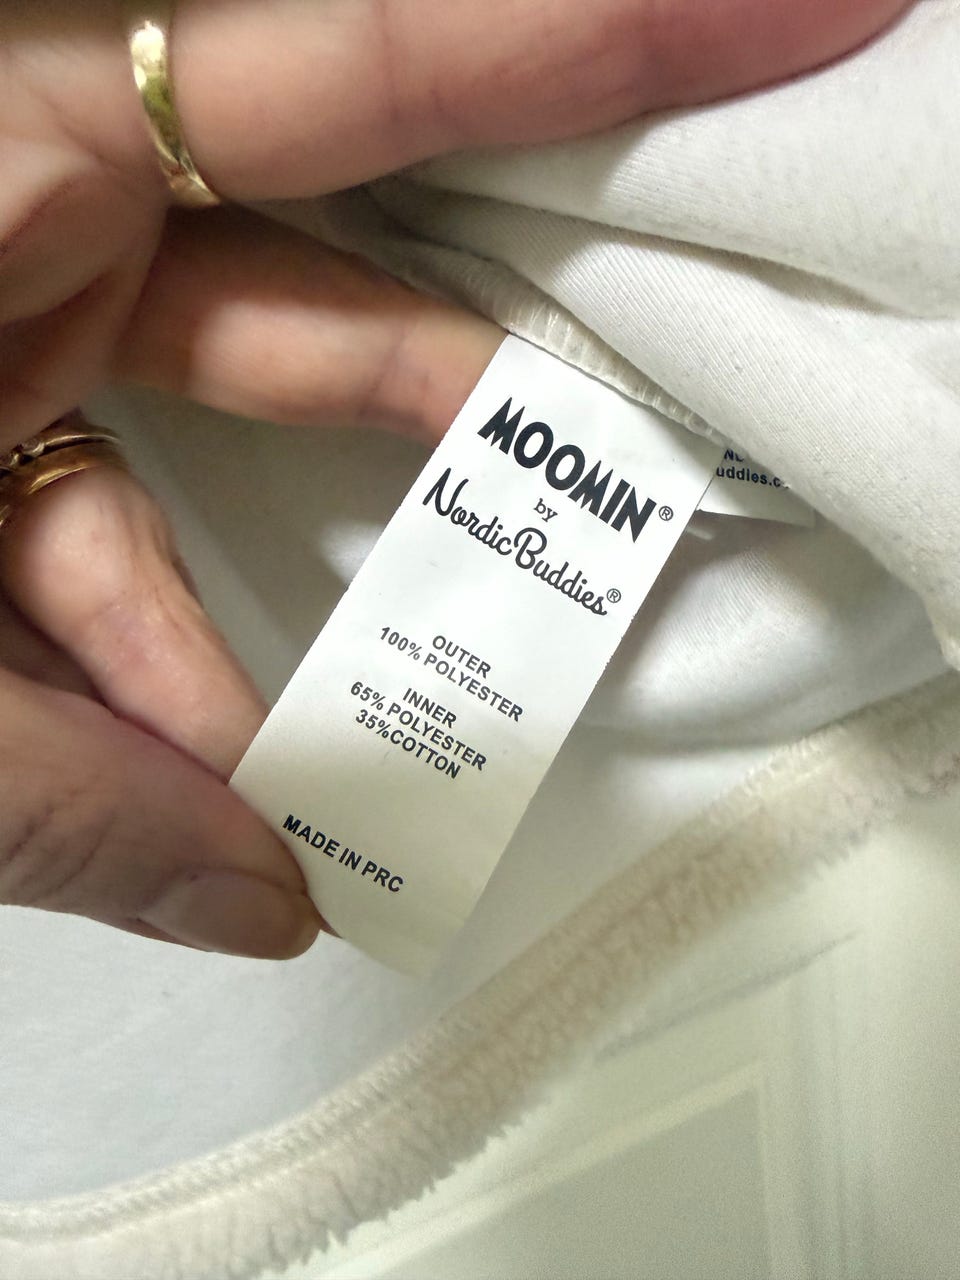 MOOMIN®
by
NordicBuddies®
OUTER
100% POLYESTER
INNER
65% POLYESTER
35%COTTON
MADE IN PRC